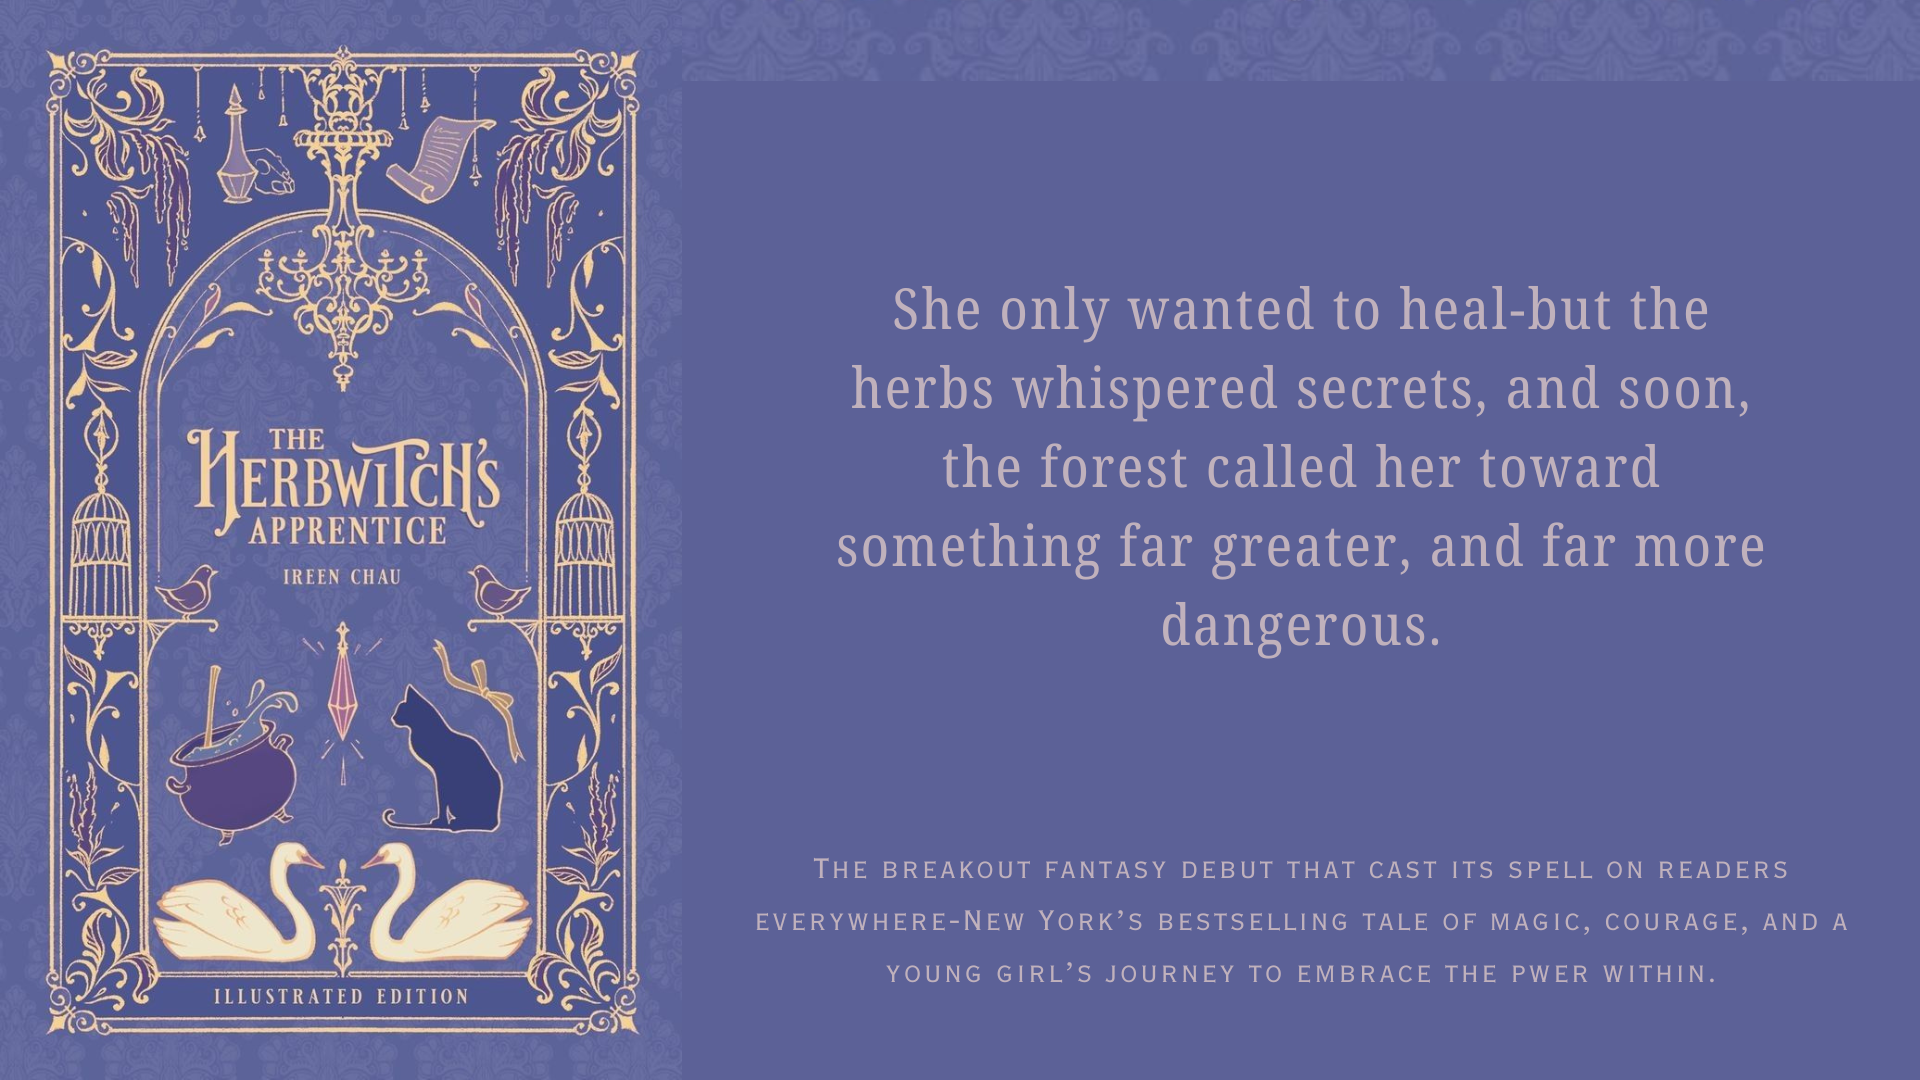 THE
HERBWITCH'S
APPRENTICE
IREEN CHAU
ILLUSTRATED EDITION
She only wanted to heal-but the
herbs whispered secrets, and soon,
the forest called her toward
something far greater, and far more
dangerous.
The breakout fantasy debut that cast its spell on readers
everywhere-New York's bestselling tale of magic, courage, and a
young girl's journey to embrace the pwer within.